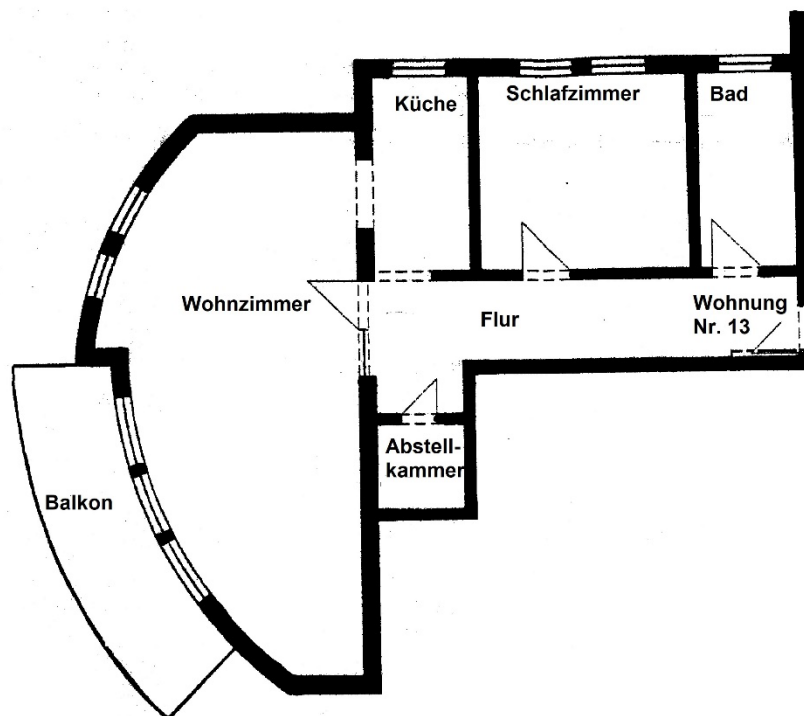 Küche
Schlafzimmer
Bad
Wohnzimmer
Flur
Wohnung
Nr. 13
Abstell-
kammer
Balkon